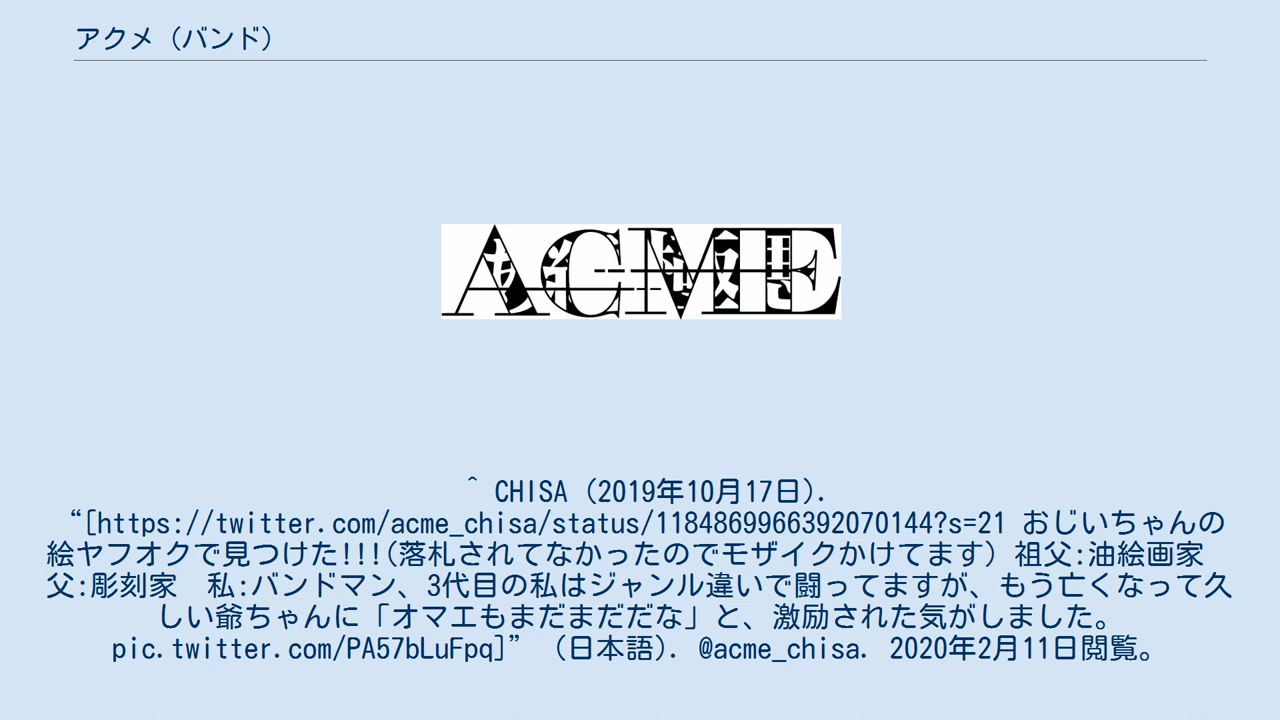 アクメ（バンド）
ACME
^ CHISA (2019年10月17日).
“[https://twitter.com/acme_chisa/status/1184869966392070144?s=21 おじいちゃんの
絵ヤフオクで見つけた!!!(落札されてなかったのでモザイクかけてます) 祖父:油絵画家
父:彫刻家　私:バンドマン、3代目の私はジャンル違いで闘ってますが、もう亡くなって久
しい爺ちゃんに「オマエもまだまだだな」と、激励された気がしました。
pic.twitter.com/PA57bLuFpq]” (日本語). @acme_chisa. 2020年2月11日閲覧。